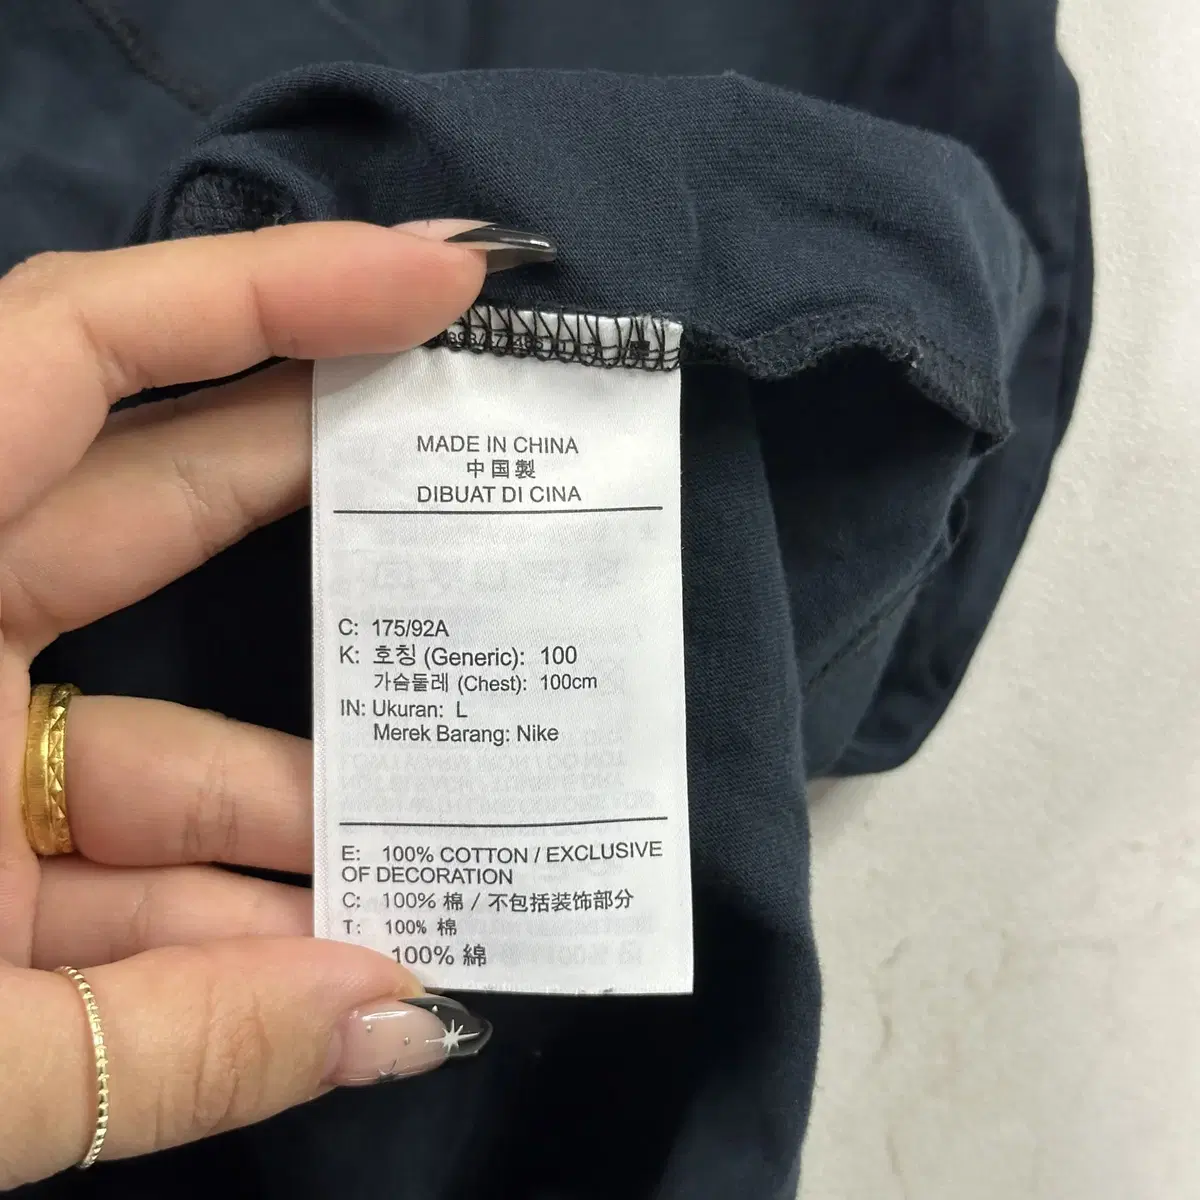 MADE IN CHINA
中国製
DIBUAT DI CINA
C: 175/92A
K: 호칭 (Generic): 100
가슴둘레 (Chest): 100cm
IN: Ukuran: L
Merek Barang: Nike
E: 100% COTTON / EXCLUSIVE
OF DECORATION
C: 100% 棉 / 不包括装饰部分
T: 100% 棉
100% 綿